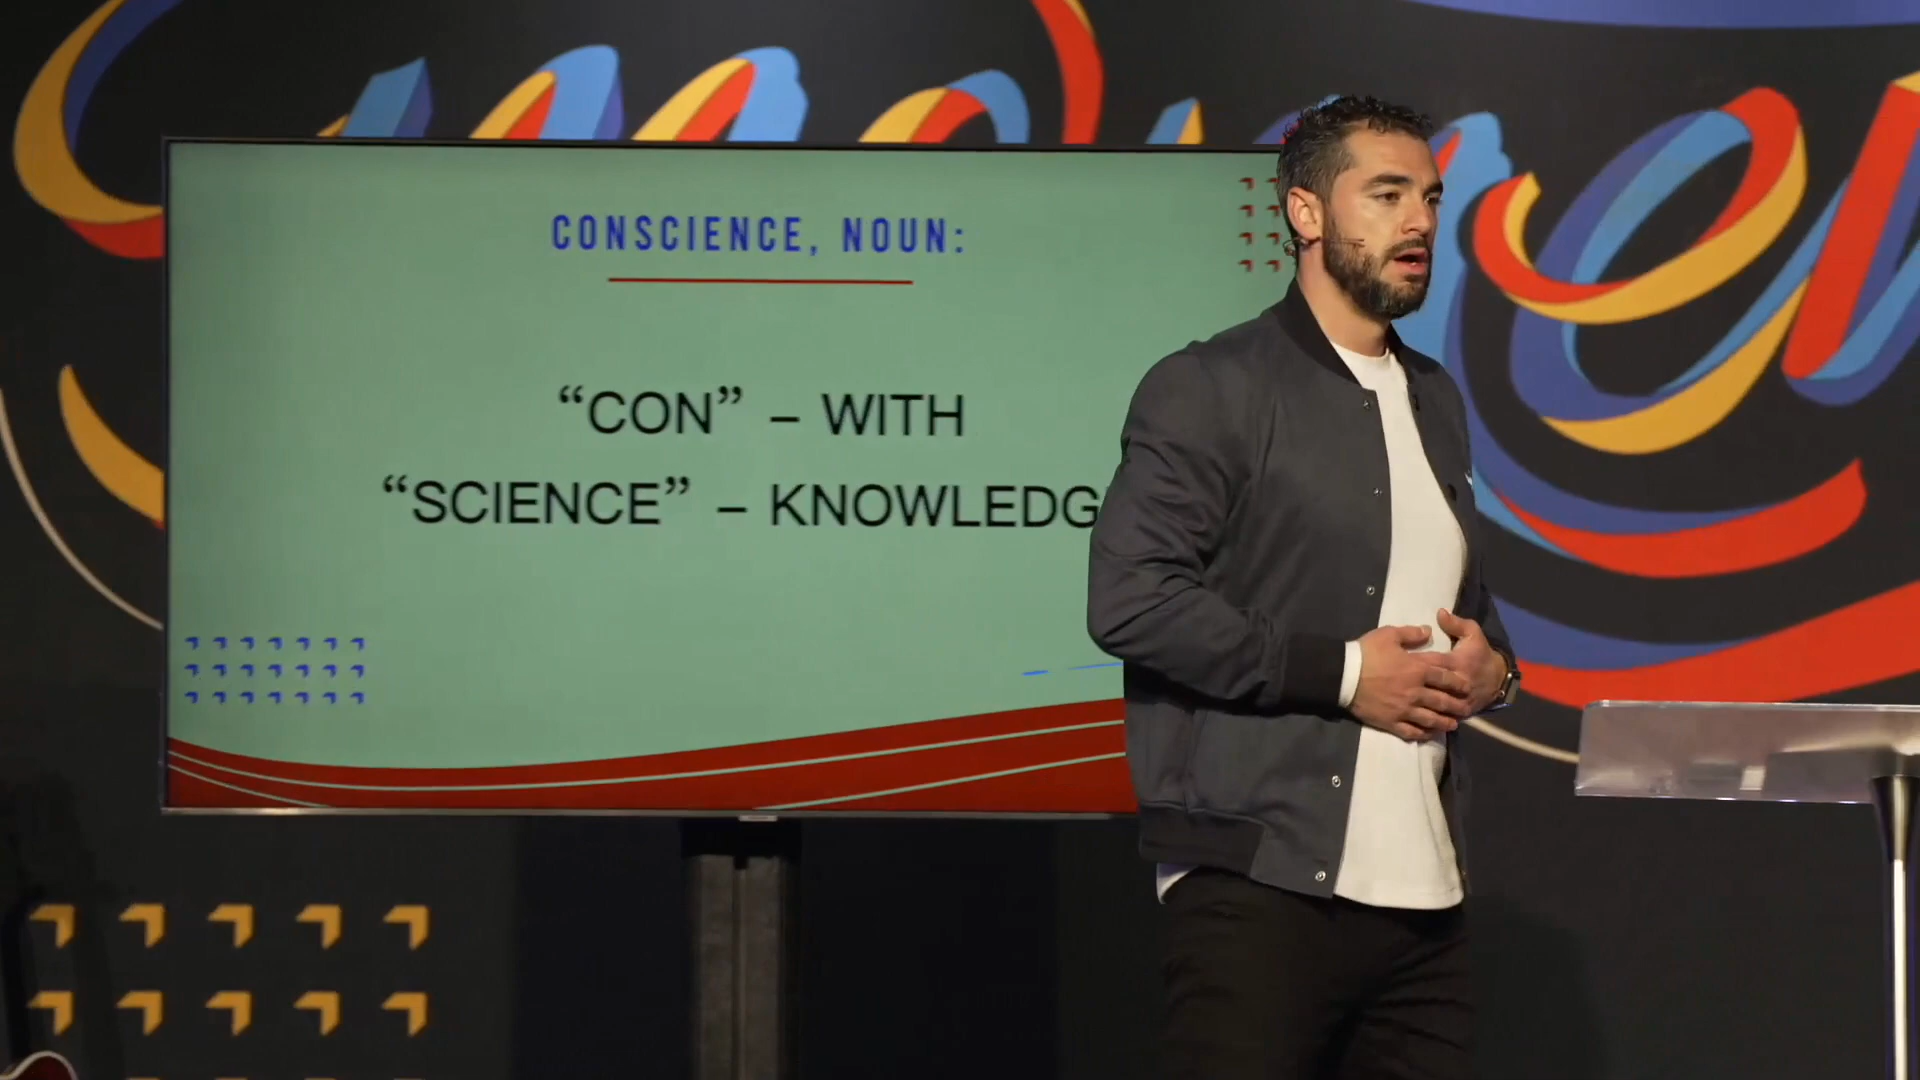 CONSCIENCE, NOUN:
“CON” – WITH
“SCIENCE” – KNOWLEDG